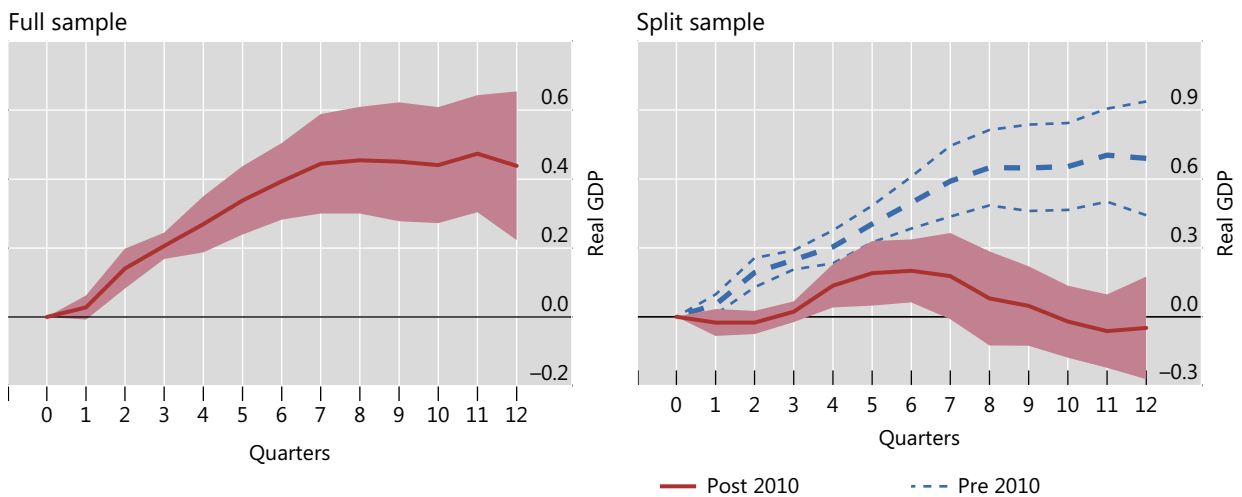 Full sample
0.6
0.4
0.2
0.0
–0.2
Real GDP
0 1 2 3 4 5 6 7 8 9 10 11 12
Quarters
Split sample
0.9
0.6
0.3
0.0
–0.3
Real GDP
0 1 2 3 4 5 6 7 8 9 10 11 12
Quarters
Post 2010 Pre 2010